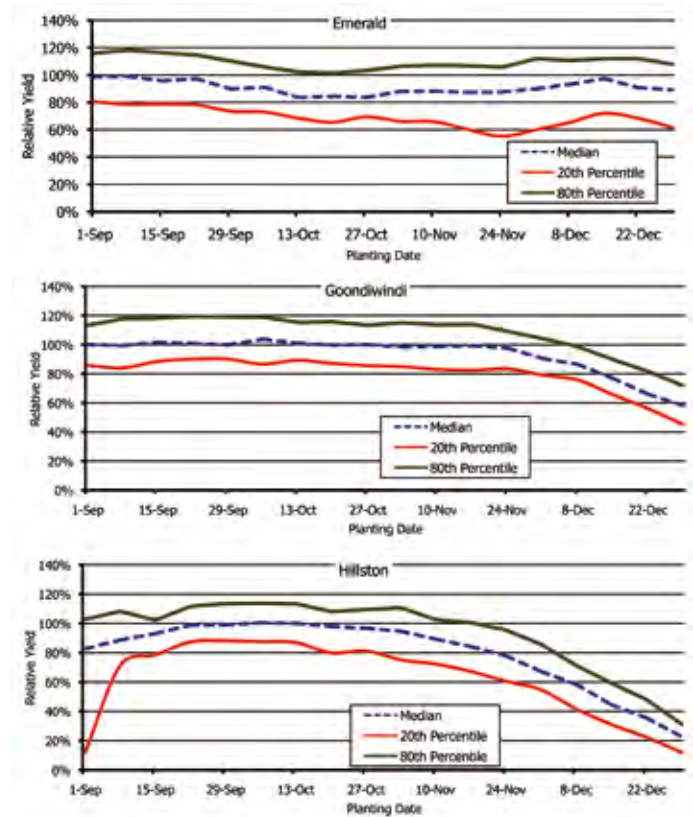 Emerald
140%
120%
100%
80%
60%
40%
20%
0%
Relative Yield
Median
20th Percentile
80th Percentile
1-Sep 15-Sep 29-Sep 13-Oct 27-Oct 10-Nov 24-Nov 8-Dec 22-Dec
Planting Date
Goondiwindi
140%
120%
100%
80%
60%
40%
20%
0%
Relative Yield
Median
20th Percentile
80th Percentile
1-Sep 15-Sep 29-Sep 13-Oct 27-Oct 10-Nov 24-Nov 8-Dec 22-Dec
Planting Date
Hillston
140%
120%
100%
80%
60%
40%
20%
0%
Relative Yield
Median
20th Percentile
80th Percentile
1-Sep 15-Sep 29-Sep 13-Oct 27-Oct 10-Nov 24-Nov 8-Dec 22-Dec
Planting Date